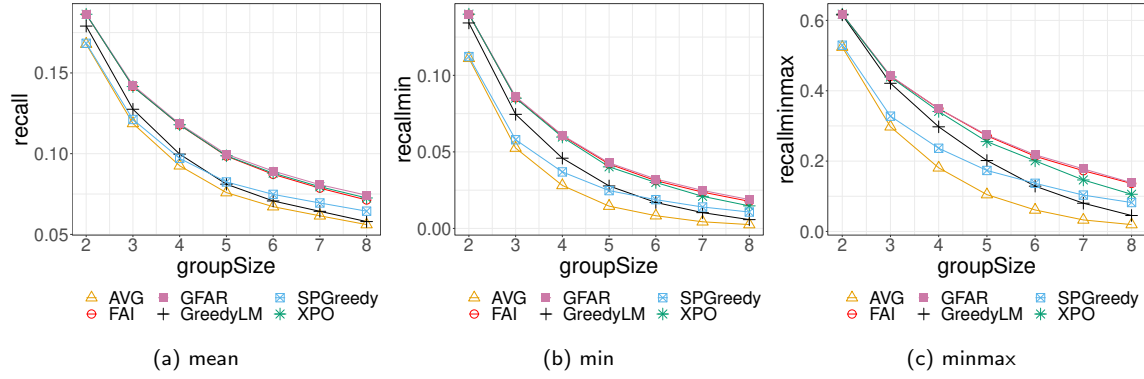 recall
0.15
0.10
0.05
2 3 4 5 6 7 8
groupSize
AVG GFAR SPGreedy
FAI GreedyLM XPO
(a) mean
recallmin
0.10
0.05
0.00
2 3 4 5 6 7 8
groupSize
AVG GFAR SPGreedy
FAI GreedyLM XPO
(b) min
recallminmax
0.6
0.4
0.2
0.0
2 3 4 5 6 7 8
groupSize
AVG GFAR SPGreedy
FAI GreedyLM XPO
(c) minmax